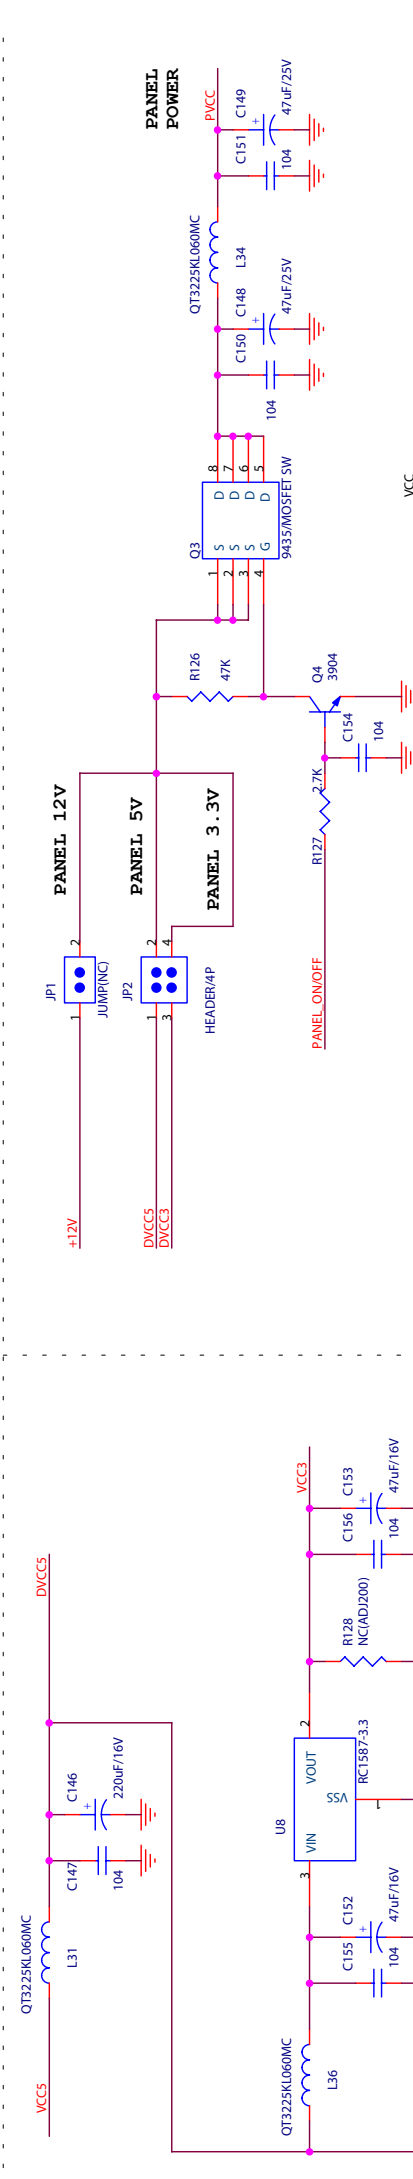 PANEL
POWER
PVCC
C149
47uF/25V
C151
104
QT3225KL060MC
L34
C148
47uF/25V
C150
104
Q3
9435/MOSFET SW
8
7
6
5
D
D
D
D
S
S
S
G
1
2
3
4
VCC
R126
47K
Q4
3904
C154
104
2.7K
R127
PANEL_ON/OFF
PANEL 12V
PANEL 5V
PANEL 3.3V
JP1
JUMP(NC)
1
2
JP2
HEADER/4P
1
3
2
4
+12V
DVCC5
DVCC3
DVCC5
C146
220uF/16V
C147
104
QT3225KL060MC
L31
VCC5
VCC3
C153
47uF/16V
C156
104
R128
NC(ADJ200)
U8
RC1587-3.3
VOUT
VIN
VSS
2
3
1
C152
47uF/16V
C155
104
QT3225KL060MC
L36